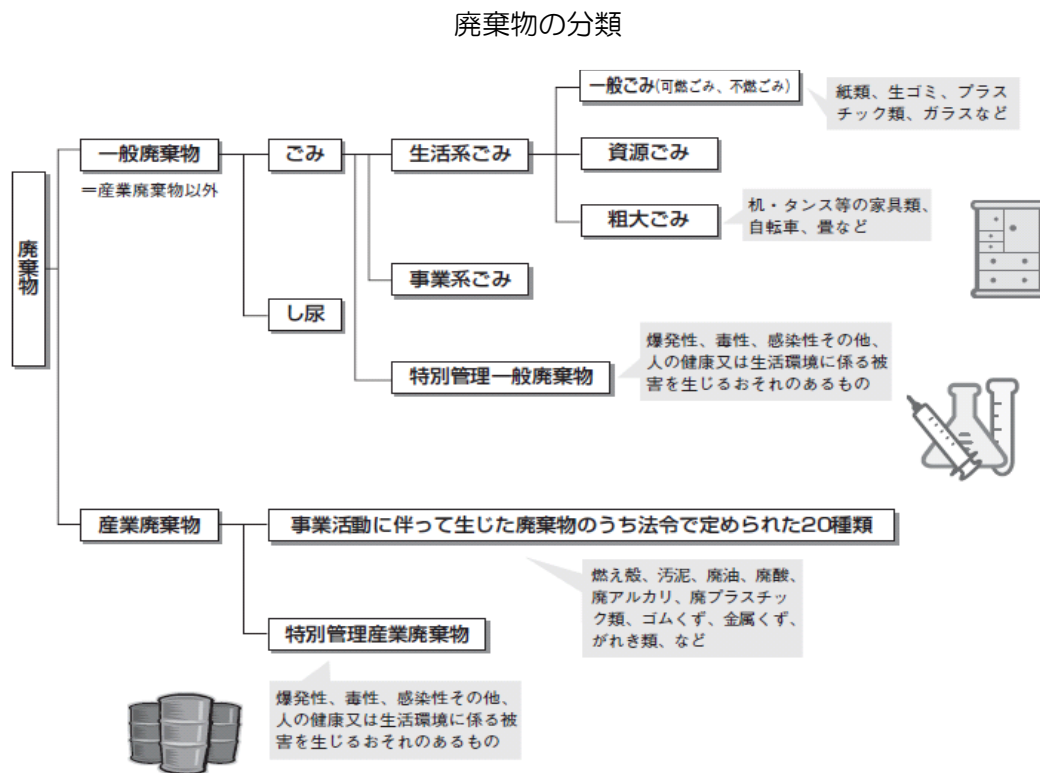 廃棄物の分類
一般ごみ(可燃ごみ、不燃ごみ)
紙類、生ゴミ、プラス
チック類、ガラスなど
一般廃棄物
ごみ
生活系ごみ
資源ごみ
=産業廃棄物以外
粗大ごみ
机・タンス等の家具類、
自転車、畳など
廃棄物
事業系ごみ
し尿
特別管理一般廃棄物
爆発性、毒性、感染性その他、
人の健康又は生活環境に係る被
害を生じるおそれのあるもの
産業廃棄物
事業活動に伴って生じた廃棄物のうち法令で定められた20種類
燃え殻、汚泥、廃油、廃酸、
廃アルカリ、廃プラスチッ
ク類、ゴムくず、金属くず、
がれき類、など
特別管理産業廃棄物
爆発性、毒性、感染性その他、
人の健康又は生活環境に係る被
害を生じるおそれのあるもの